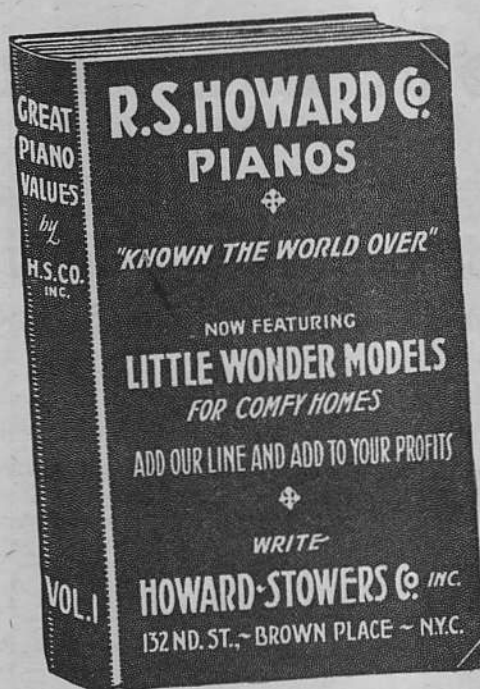 GREAT
PIANO
VALUES
by
H.S.CO.
INC.
VOL.1
R.S.HOWARD Co.
PIANOS
"KNOWN THE WORLD OVER"
NOW FEATURING
LITTLE WONDER MODELS
FOR COMFY HOMES
ADD OUR LINE AND ADD TO YOUR PROFITS
WRITE
HOWARD-STOWERS Co. INC.
132ND. ST., ~ BROWN PLACE ~ N.Y.C.